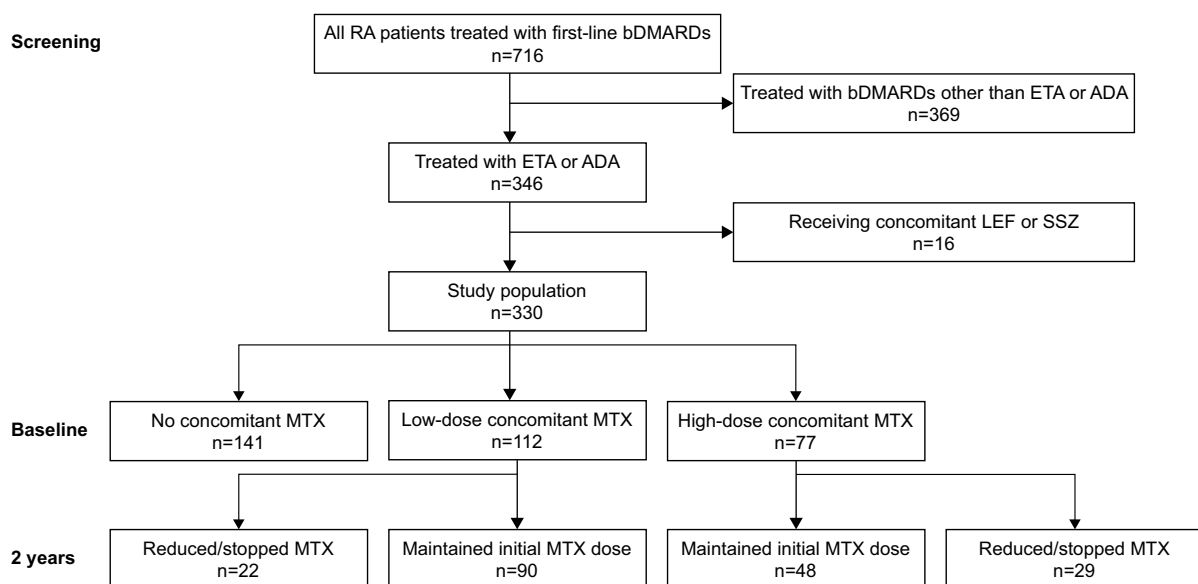 Screening
All RA patients treated with first-line bDMARDs
n=716
Treated with bDMARDs other than ETA or ADA
n=369
Treated with ETA or ADA
n=346
Receiving concomitant LEF or SSZ
n=16
Study population
n=330
Baseline
No concomitant MTX
n=141
Low-dose concomitant MTX
n=112
High-dose concomitant MTX
n=77
2 years
Reduced/stopped MTX
n=22
Maintained initial MTX dose
n=90
Maintained initial MTX dose
n=48
Reduced/stopped MTX
n=29